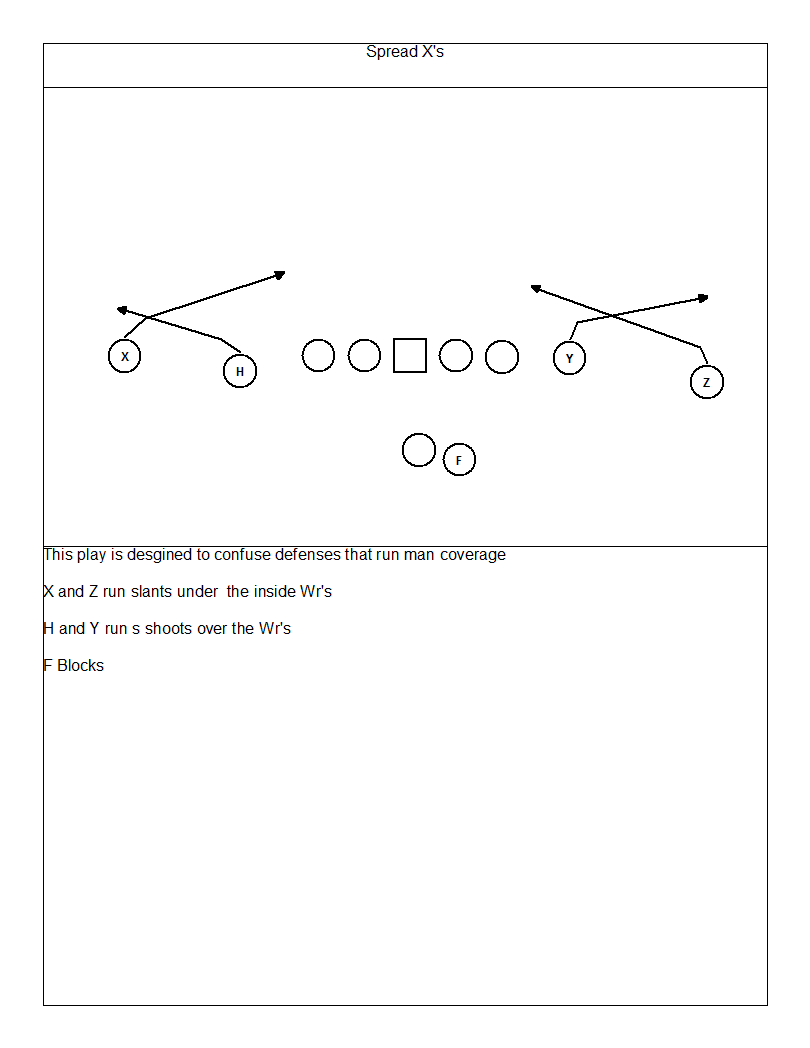 Spread X's
X
H
Y
Z
F
This play is desgined to confuse defenses that run man coverage
X and Z run slants under  the inside Wr's
H and Y run s shoots over the Wr's
F Blocks